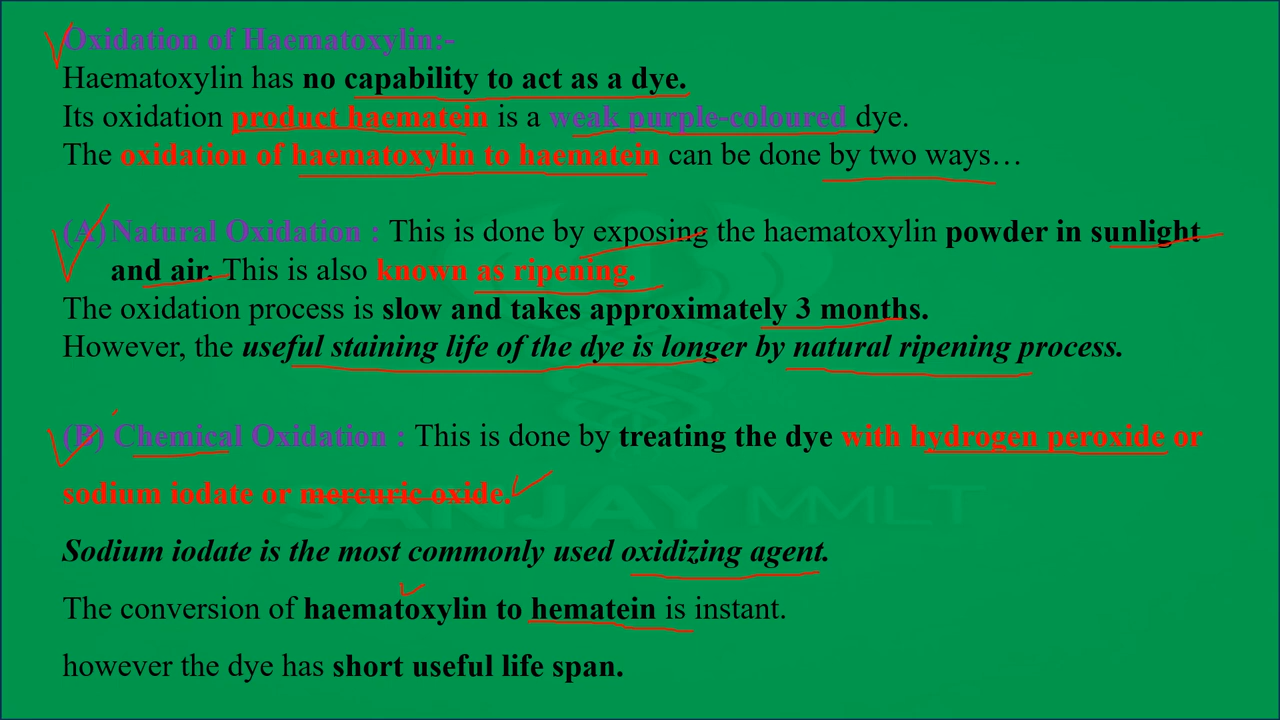 Oxidation of Haematoxylin:-
Haematoxylin has no capability to act as a dye.
Its oxidation product haematein is a weak purple-coloured dye.
The oxidation of haematoxylin to haematein can be done by two ways…
(A) Natural Oxidation : This is done by exposing the haematoxylin powder in sunlight
and air. This is also known as ripening.
The oxidation process is slow and takes approximately 3 months.
However, the useful staining life of the dye is longer by natural ripening process.
(B) Chemical Oxidation : This is done by treating the dye with hydrogen peroxide or
sodium iodate or mercuric oxide.
SANJAY MMLT
Sodium iodate is the most commonly used oxidizing agent.
The conversion of haematoxylin to hematein is instant.
however the dye has short useful life span.